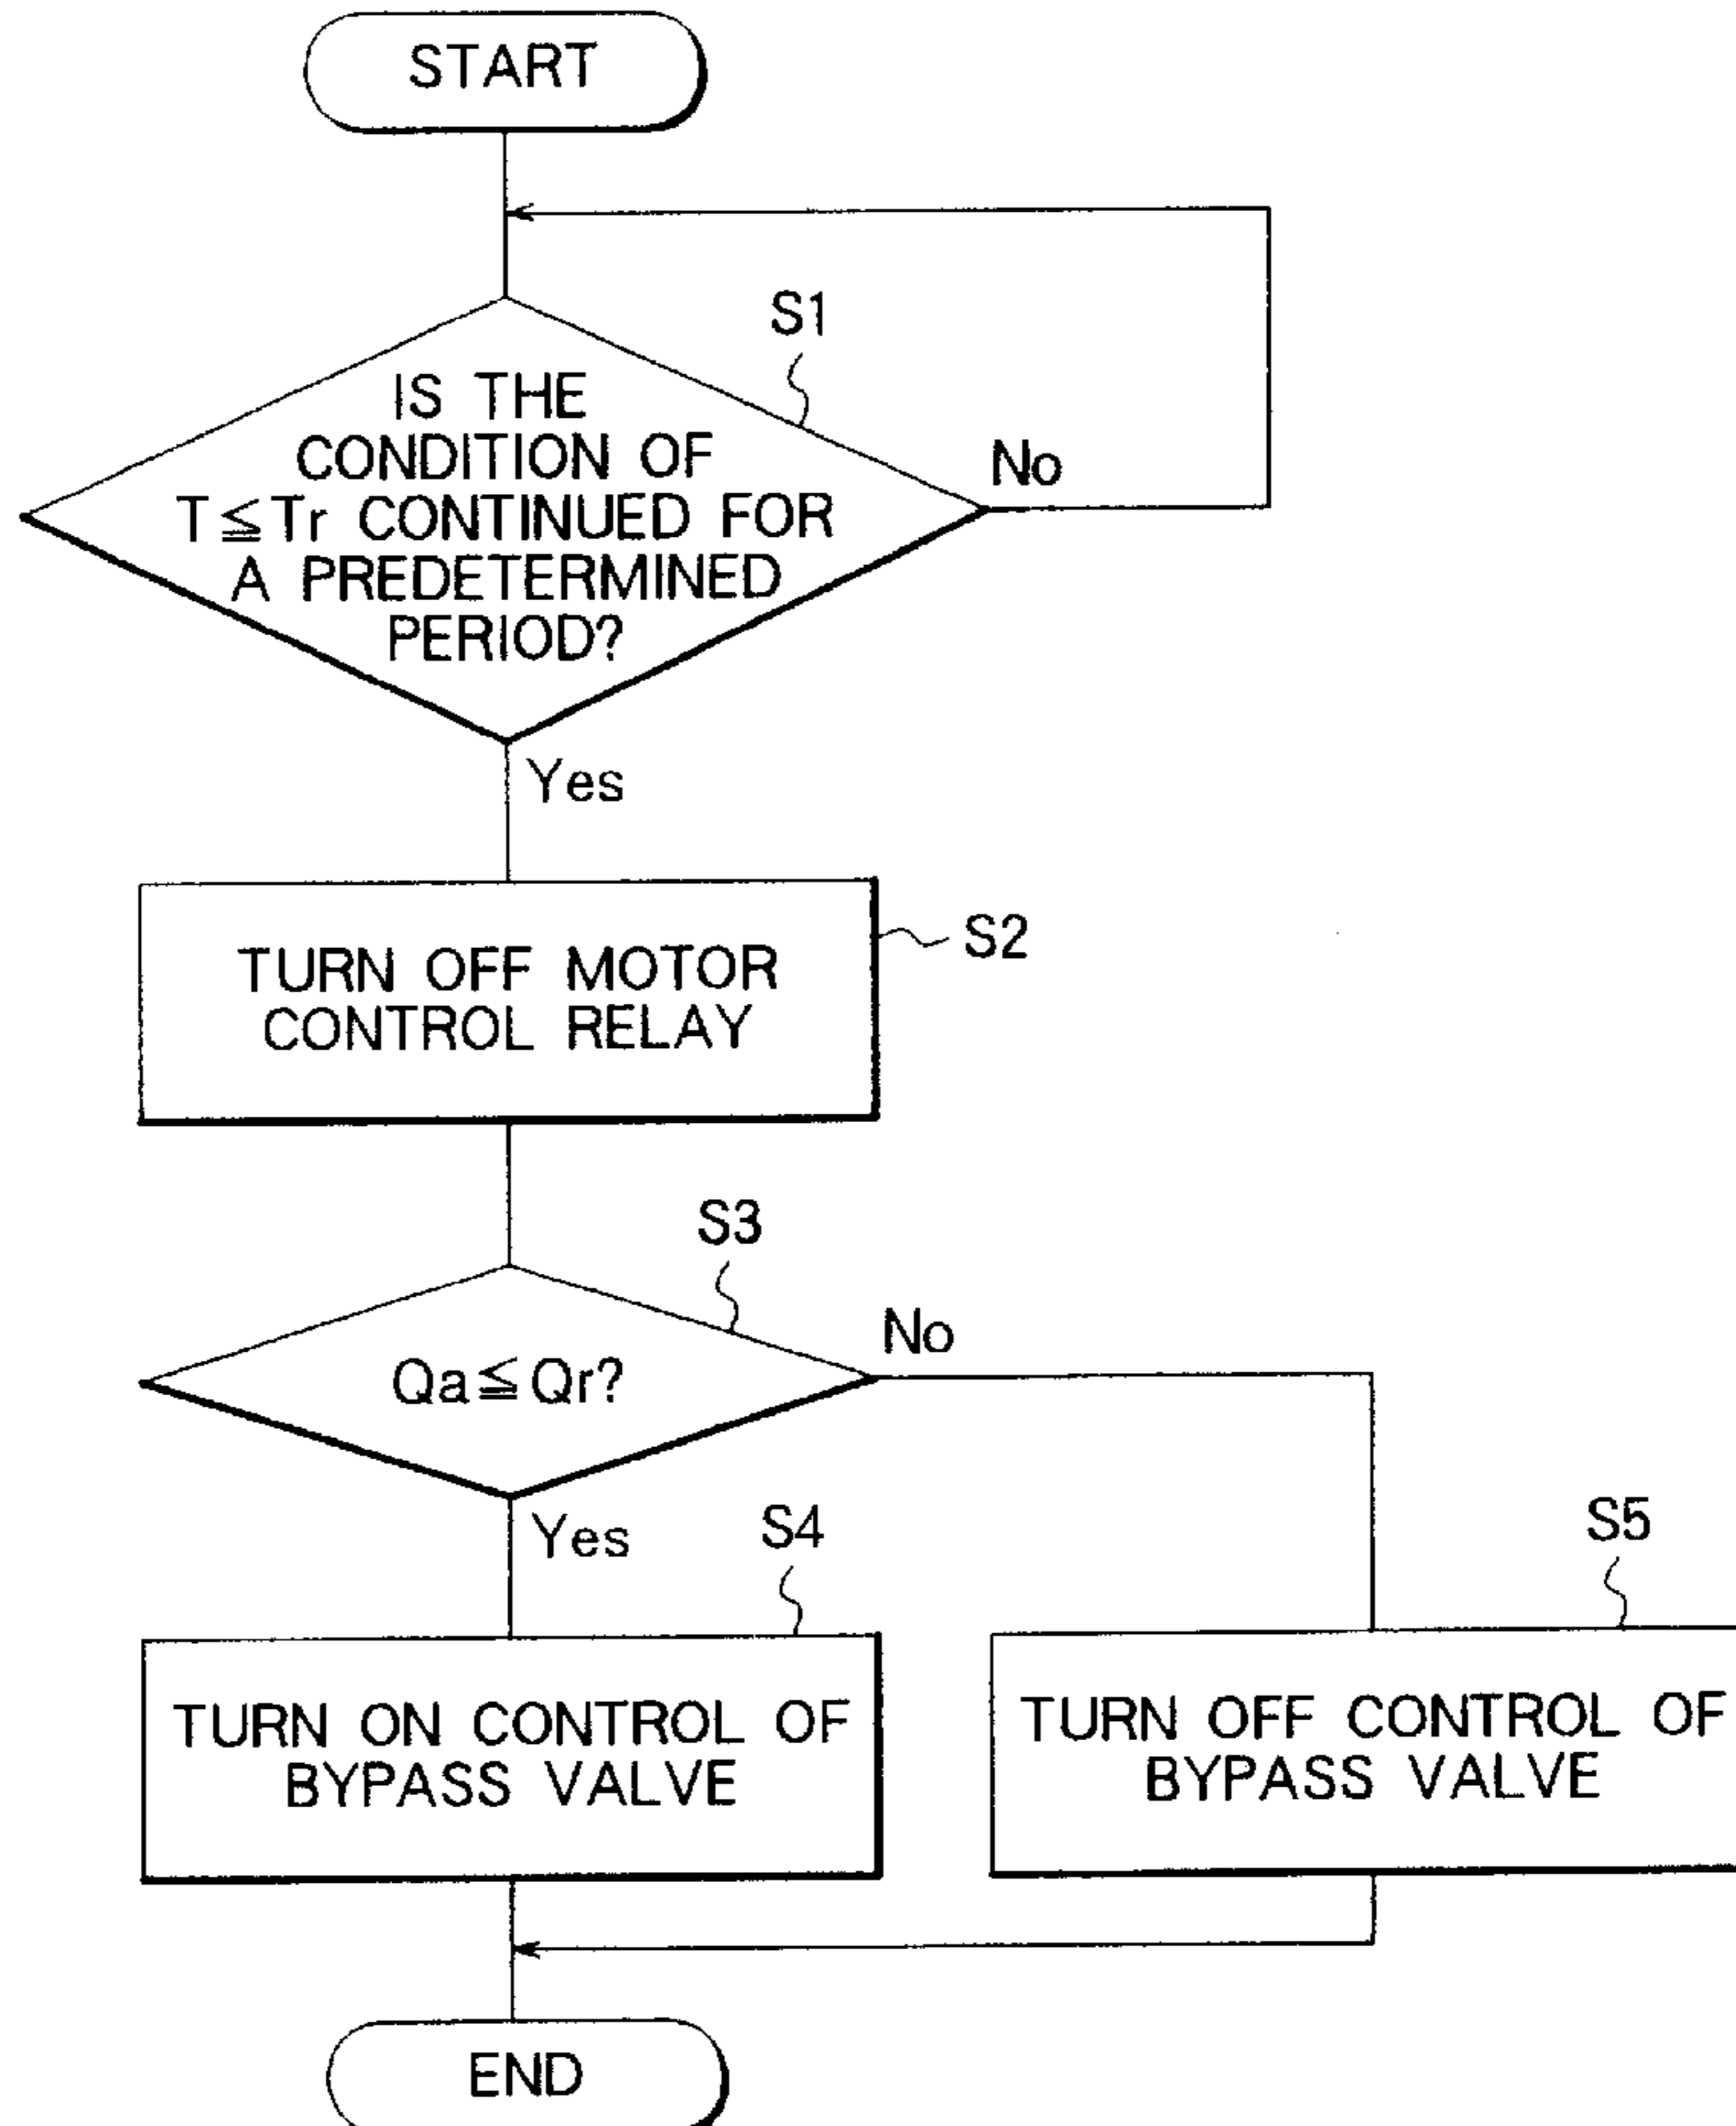 START
S1
IS THE
CONDITION OF
T≦Tr CONTINUED FOR
A PREDETERMINED
PERIOD?
No
Yes
S2
TURN OFF MOTOR
CONTROL RELAY
S3
Qa≦Qr?
No
Yes
S4
TURN ON CONTROL OF
BYPASS VALVE
S5
TURN OFF CONTROL OF
BYPASS VALVE
END